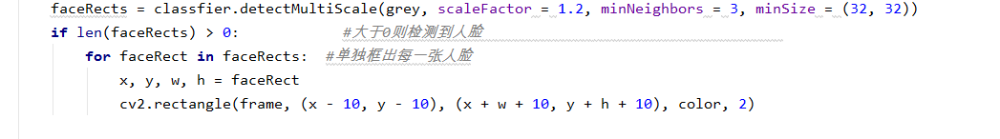 faceRects = classfier.detectMultiScale(grey, scaleFactor = 1.2, minNeighbors = 3, minSize = (32, 32))
if len(faceRects) > 0:            #大于0则检测到人脸
    for faceRect in faceRects:  #单独框出每一张人脸
        x, y, w, h = faceRect
        cv2.rectangle(frame, (x - 10, y - 10), (x + w + 10, y + h + 10), color, 2)